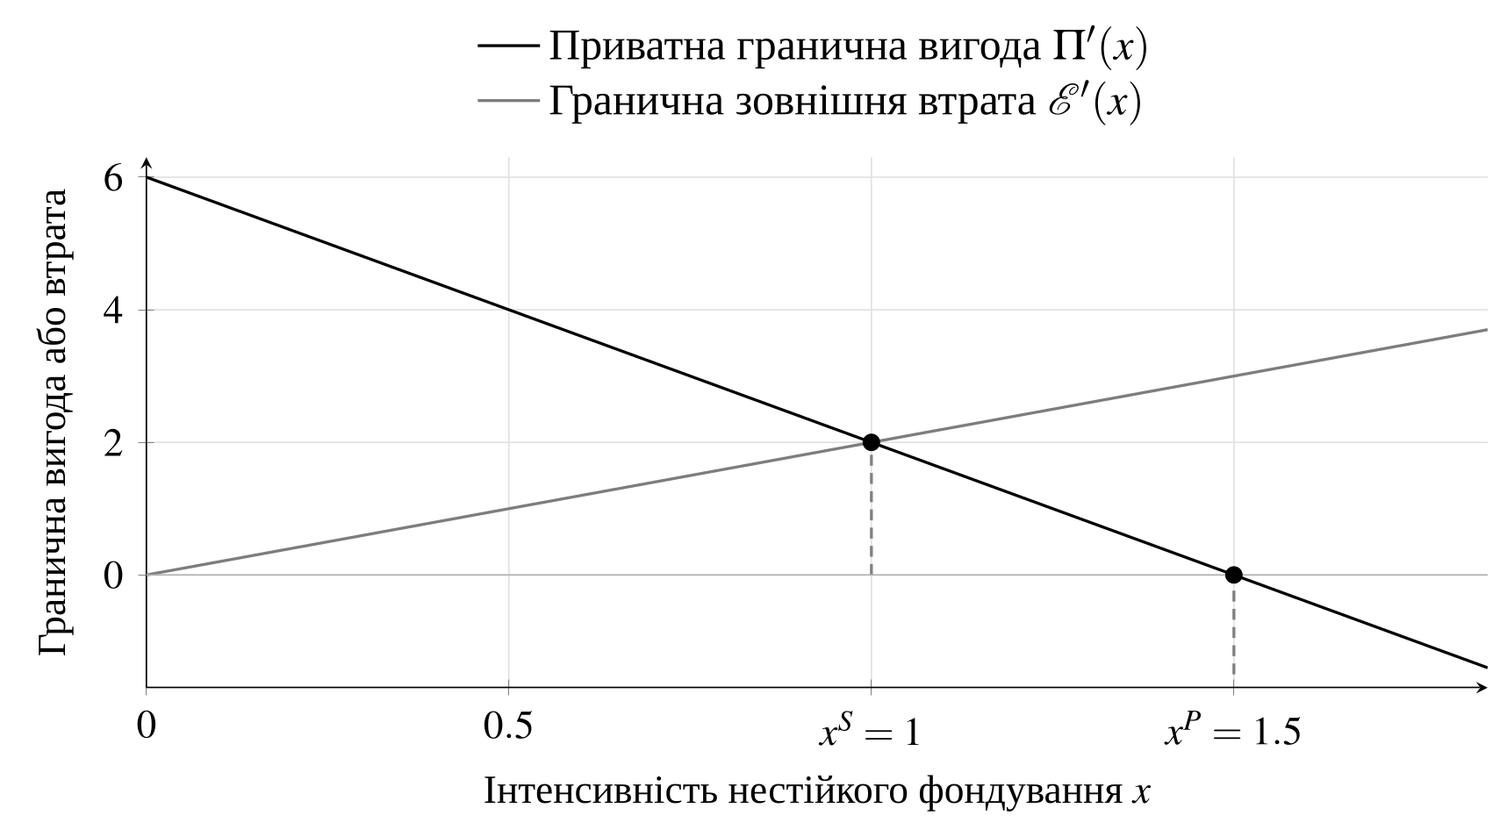 Приватна гранична вигода Π′(x)
Гранична зовнішня втрата ℰ′(x)
Гранична вигода або втрата
6
4
2
0
0
0.5
x^S = 1
x^P = 1.5
Інтенсивність нестійкого фондування x